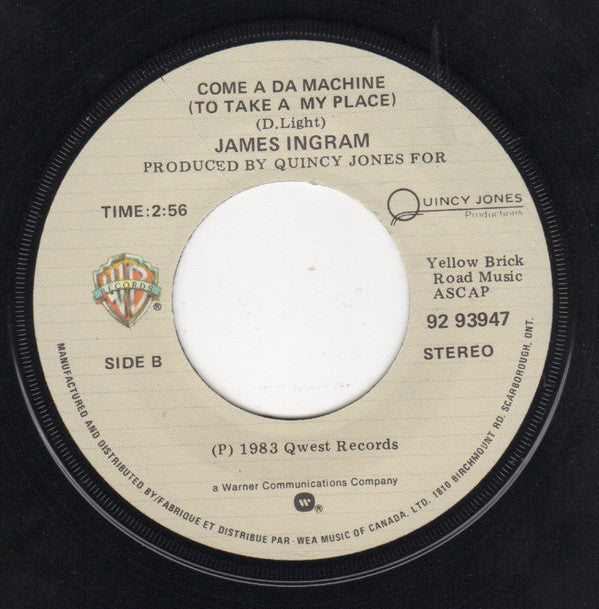 COME A DA MACHINE
(TO TAKE A MY PLACE)
(D.Light)
JAMES INGRAM
PRODUCED BY QUINCY JONES FOR
QUINCY JONES
Productions
TIME:2:56
Yellow Brick
Road Music
ASCAP
WB
RECORDS
®
92 93947
SIDE B
STEREO
(P) 1983 Qwest Records
a Warner Communications Company
W®
MANUFACTURED AND DISTRIBUTED BY/FABRIQUE ET DISTRIBUE PAR-WEA MUSIC OF CANADA, LTD. 1810 BIRCHMOUNT RD. SCARBOROUGH, ONT.